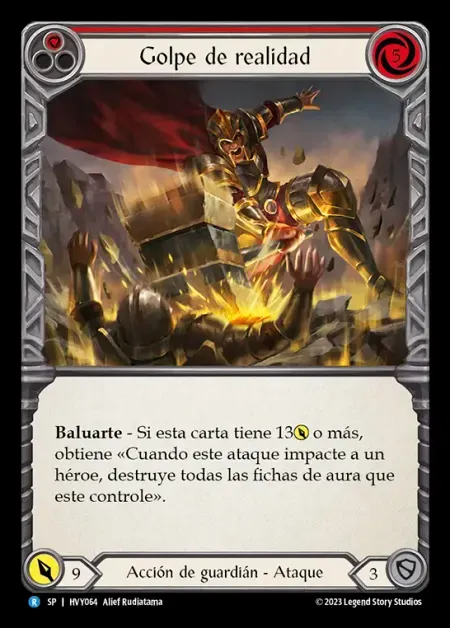 Golpe de realidad
5
Baluarte - Si esta carta tiene 13 o más,
obtiene «Cuando este ataque impacte a un
héroe, destruye todas las fichas de aura que
este controle».
9
Acción de guardián - Ataque
3
R SP | HVY064 Alief Rudiatama
© 2023 Legend Story Studios